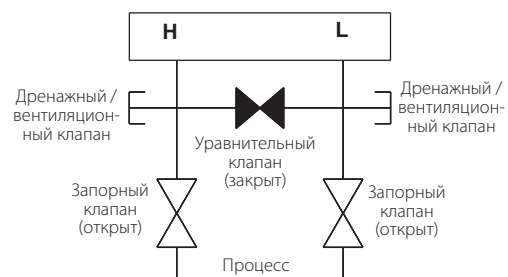 H
L
Дренажный /
вентиляцион-
ный клапан
Дренажный /
вентиляцион-
ный клапан
Уравнительный
клапан
(закрыт)
Запорный
клапан
(открыт)
Запорный
клапан
(открыт)
Процесс